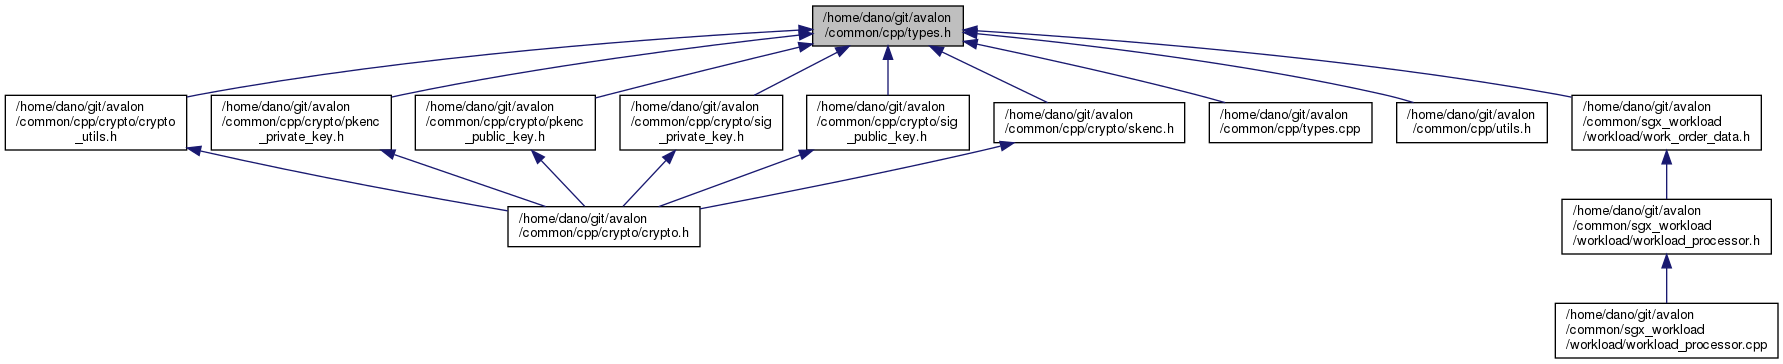 /home/dano/git/avalon
/common/cpp/types.h
/home/dano/git/avalon
/common/cpp/crypto/crypto
_utils.h
/home/dano/git/avalon
/common/cpp/crypto/pkenc
_private_key.h
/home/dano/git/avalon
/common/cpp/crypto/pkenc
_public_key.h
/home/dano/git/avalon
/common/cpp/crypto/sig
_private_key.h
/home/dano/git/avalon
/common/cpp/crypto/sig
_public_key.h
/home/dano/git/avalon
/common/cpp/crypto/skenc.h
/home/dano/git/avalon
/common/cpp/types.cpp
/home/dano/git/avalon
/common/cpp/utils.h
/home/dano/git/avalon
/common/sgx_workload
/workload/work_order_data.h
/home/dano/git/avalon
/common/cpp/crypto/crypto.h
/home/dano/git/avalon
/common/sgx_workload
/workload/workload_processor.h
/home/dano/git/avalon
/common/sgx_workload
/workload/workload_processor.cpp